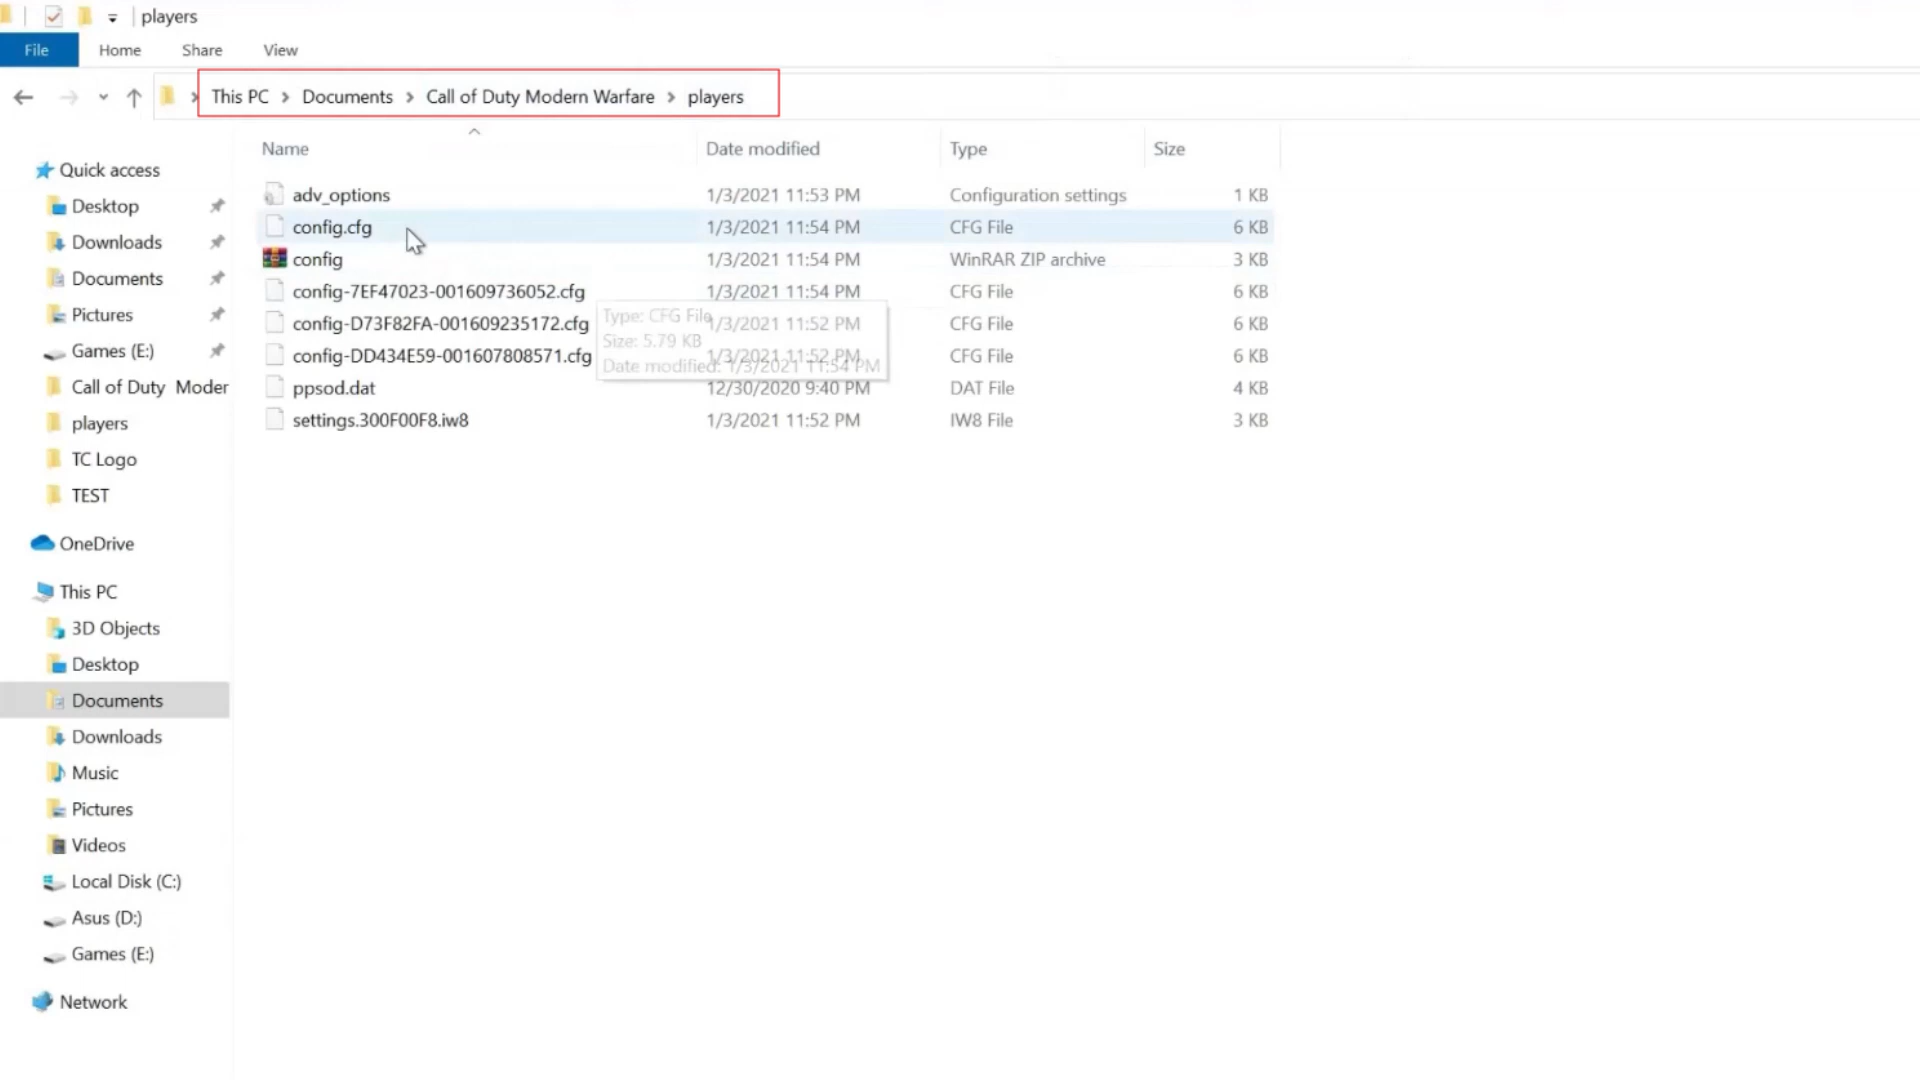 players
File Home Share View
This PC > Documents > Call of Duty Modern Warfare > players
Name Date modified Type Size
Quick access
Desktop
Downloads
Documents
Pictures
Games (E:)
Call of Duty Moder
players
TC Logo
TEST
OneDrive
This PC
3D Objects
Desktop
Documents
Downloads
Music
Pictures
Videos
Local Disk (C:)
Asus (D:)
Games (E:)
Network
adv_options 1/3/2021 11:53 PM Configuration settings 1 KB
config.cfg 1/3/2021 11:54 PM CFG File 6 KB
config 1/3/2021 11:54 PM WinRAR ZIP archive 3 KB
config-7EF47023-001609736052.cfg 1/3/2021 11:54 PM CFG File 6 KB
config-D73F82FA-001609235172.cfg 1/3/2021 11:52 PM CFG File 6 KB
config-DD434E59-001607808571.cfg 1/3/2021 11:52 PM CFG File 6 KB
ppsod.dat 12/30/2020 9:40 PM DAT File 4 KB
settings.300F00F8.iw8 1/3/2021 11:52 PM IW8 File 3 KB
Type: CFG File
Size: 5.79 KB
Date modified: 1/3/2021 11:54 PM